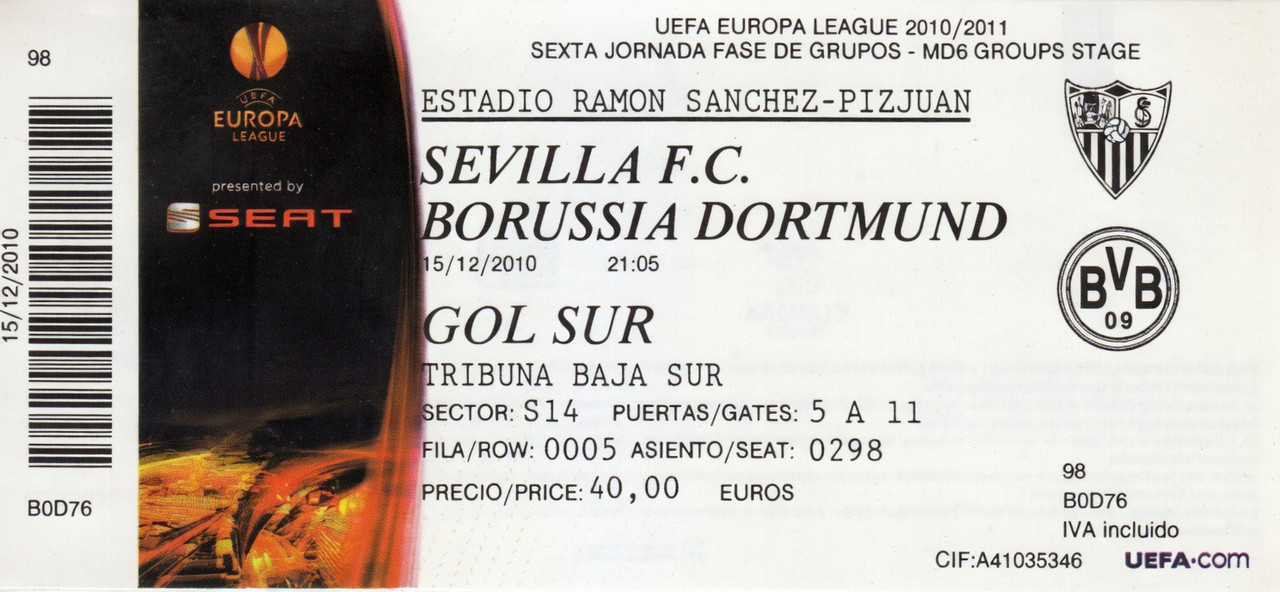 98
15/12/2010
B0D76
UEFA
EUROPA
LEAGUE
presented by
SEAT
UEFA EUROPA LEAGUE 2010/2011
SEXTA JORNADA FASE DE GRUPOS - MD6 GROUPS STAGE
ESTADIO RAMON SANCHEZ-PIZJUAN
SEVILLA F.C.
BORUSSIA DORTMUND
15/12/2010 21:05
GOL SUR
TRIBUNA BAJA SUR
SECTOR: S14 PUERTAS/GATES: 5 A 11
FILA/ROW: 0005 ASIENTO/SEAT: 0298
PRECIO/PRICE: 40,00 EUROS
BVB
09
98
B0D76
IVA incluido
CIF:A41035346 UEFA.com